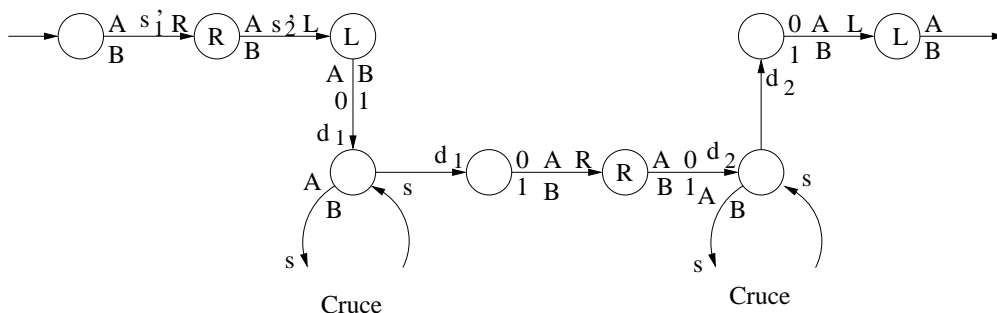 A s'1 R R A s'2 L L 0 A L L A
B B 1 B B
A B
0 1 d2
d1
d1 0 A R R A 0 d2
A B s 1 B B 1 A B s
s s
Cruce Cruce